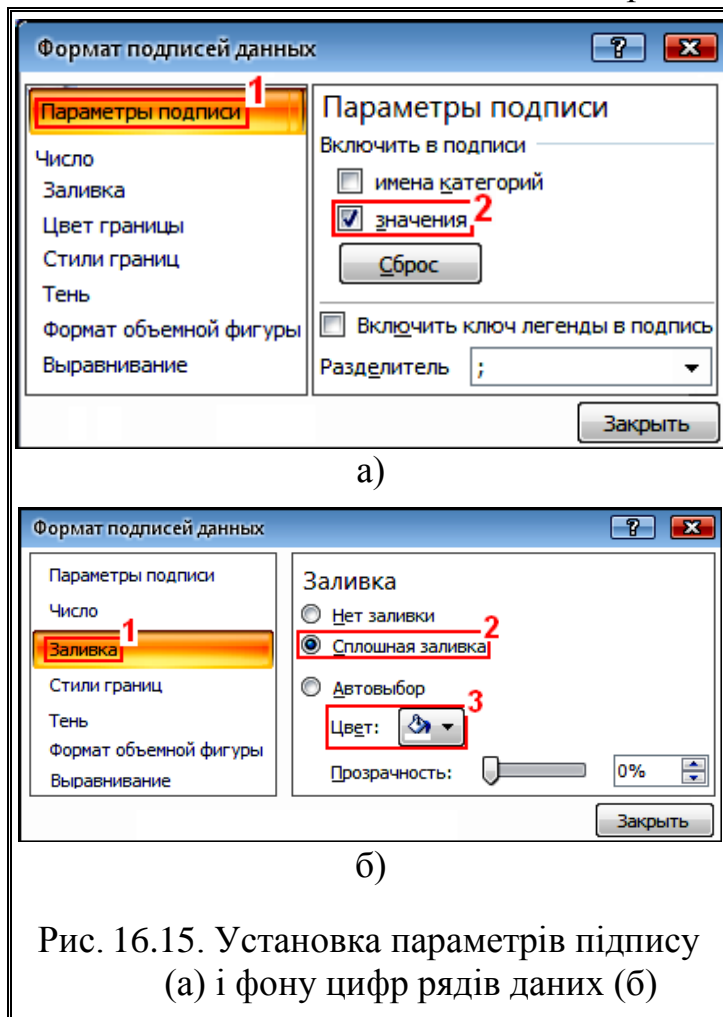 Формат подписей данных
?
Параметры подписи
1
Число
Заливка
Цвет границы
Стили границ
Тень
Формат объемной фигуры
Выравнивание
Параметры подписи
Включить в подписи
имена категорий
значения
2
Сброс
Включить ключ легенды в подпись
Разделитель ;
Закрыть
а)
Формат подписей данных
?
Параметры подписи
Число
1
Заливка
Стили границ
Тень
Формат объемной фигуры
Выравнивание
Заливка
Нет заливки
Сплошная заливка
2
Автовыбор
Цвет:
3
Прозрачность: 0%
Закрыть
б)
Рис. 16.15. Установка параметрів підпису
(а) і фону цифр рядів даних (б)